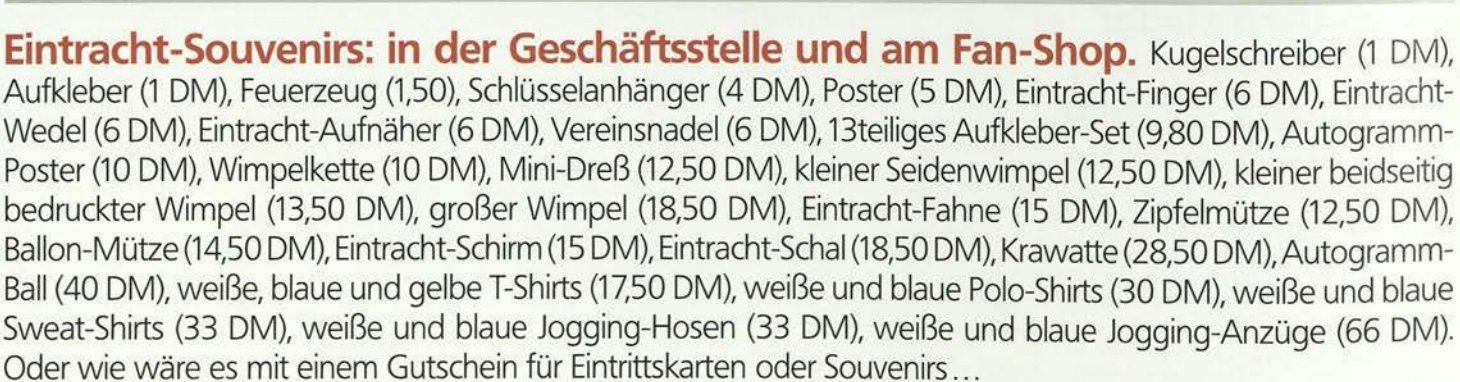 Eintracht-Souvenirs: in der Geschäftsstelle und am Fan-Shop. Kugelschreiber (1 DM),
Aufkleber (1 DM), Feuerzeug (1,50), Schlüsselanhänger (4 DM), Poster (5 DM), Eintracht-Finger (6 DM), Eintracht-
Wedel (6 DM), Eintracht-Aufnäher (6 DM), Vereinsnadel (6 DM), 13teiliges Aufkleber-Set (9,80 DM), Autogramm-
Poster (10 DM), Wimpelkette (10 DM), Mini-Dreß (12,50 DM), kleiner Seidenwimpel (12,50 DM), kleiner beidseitig
bedruckter Wimpel (13,50 DM), großer Wimpel (18,50 DM), Eintracht-Fahne (15 DM), Zipfelmütze (12,50 DM),
Ballon-Mütze (14,50 DM), Eintracht-Schirm (15 DM), Eintracht-Schal (18,50 DM), Krawatte (28,50 DM), Autogramm-
Ball (40 DM), weiße, blaue und gelbe T-Shirts (17,50 DM), weiße und blaue Polo-Shirts (30 DM), weiße und blaue
Sweat-Shirts (33 DM), weiße und blaue Jogging-Hosen (33 DM), weiße und blaue Jogging-Anzüge (66 DM).
Oder wie wäre es mit einem Gutschein für Eintrittskarten oder Souvenirs…